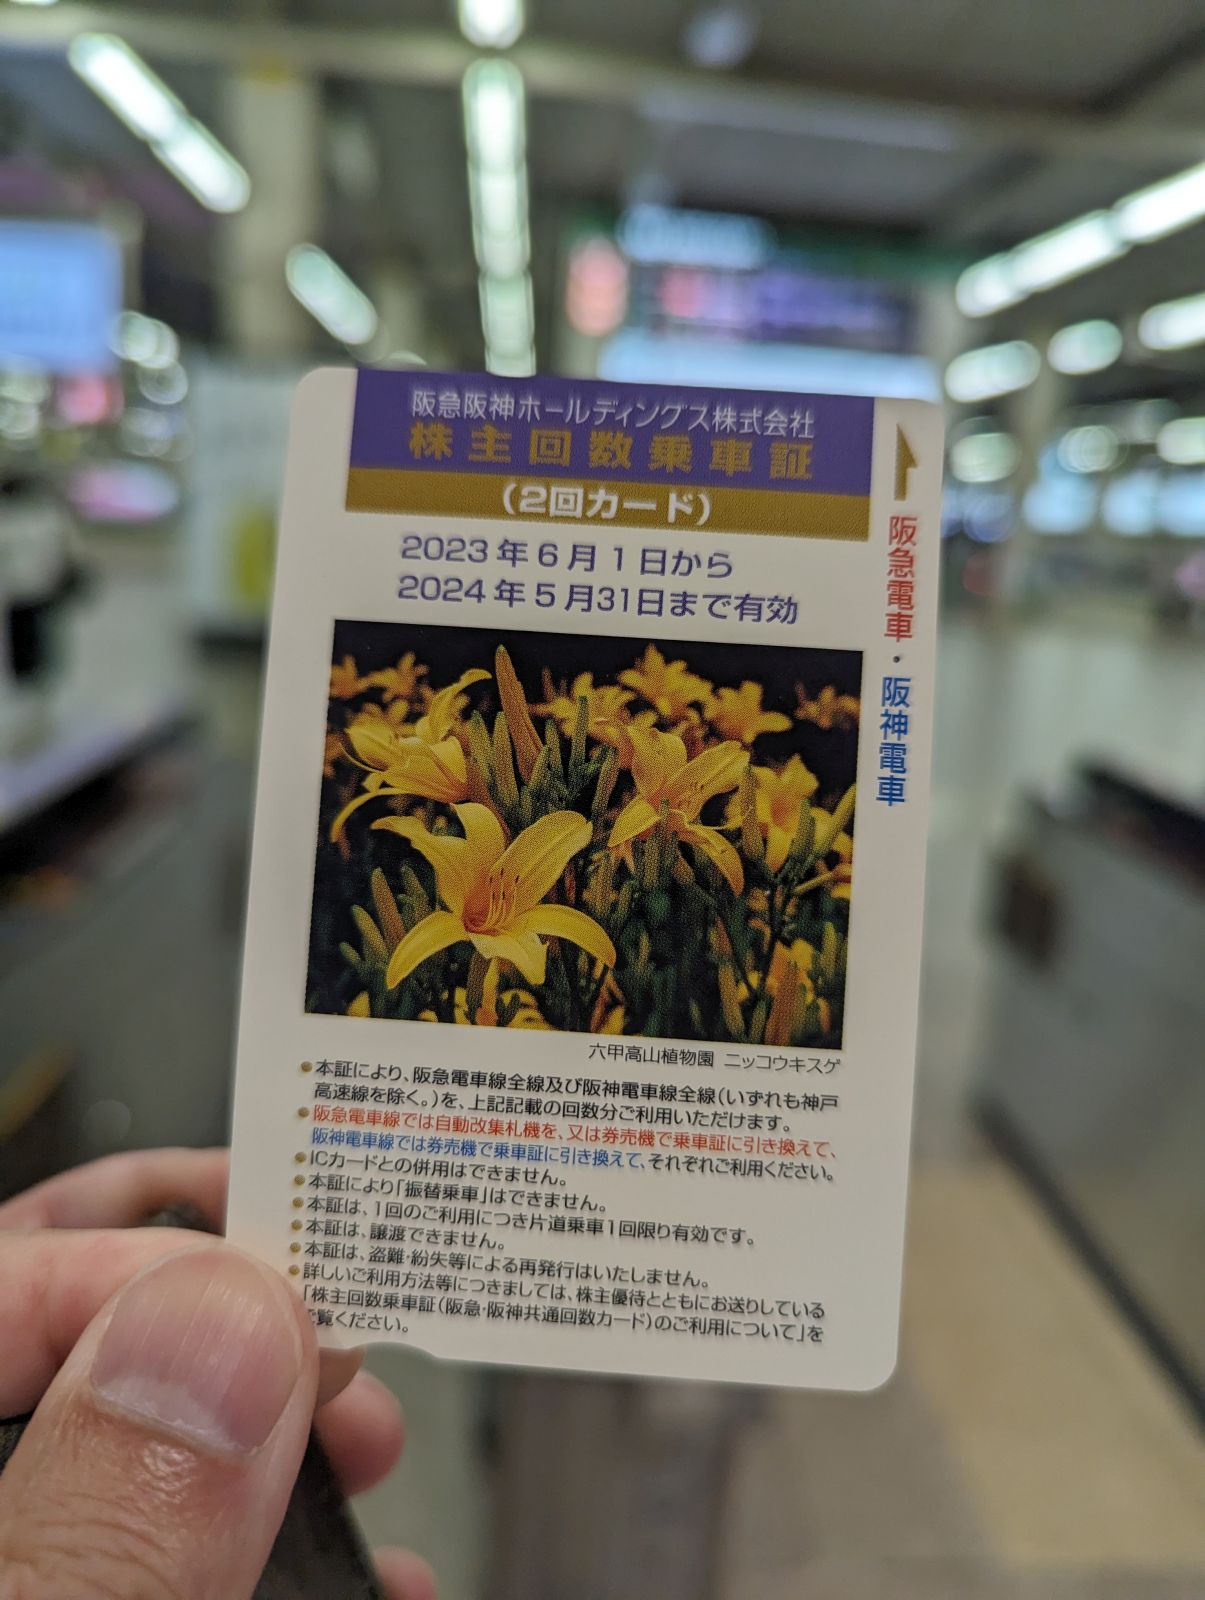 阪急阪神ホールディングス株式会社
株主回数乗車証
(2回カード)
2023年6月1日から
2024年5月31日まで有効
阪急電車・阪神電車
六甲高山植物園 ニッコウキスゲ
●本証により、阪急電車線全線及び阪神電車線全線(いずれも神戸
高速線を除く。)を、上記記載の回数分ご利用いただけます。
●阪急電車線では自動改集札機を、又は券売機で乗車証に引き換えて、
阪神電車線では券売機で乗車証に引き換えて、それぞれご利用ください。
●ICカードとの併用はできません。
●本証により「振替乗車」はできません。
●本証は、1回のご利用につき片道乗車1回限り有効です。
●本証は、譲渡できません。
●本証は、盗難・紛失等による再発行はいたしません。
●詳しいご利用方法等につきましては、株主優待とともにお送りしている
「株主回数乗車証(阪急・阪神共通回数カード)のご利用について」を
ご覧ください。